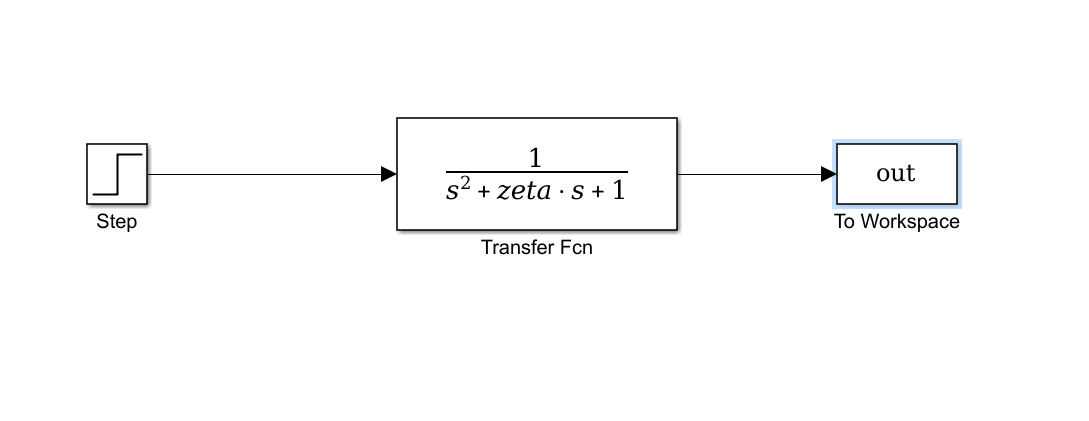 1
s² + zeta · s + 1
out
Step
To Workspace
Transfer Fcn